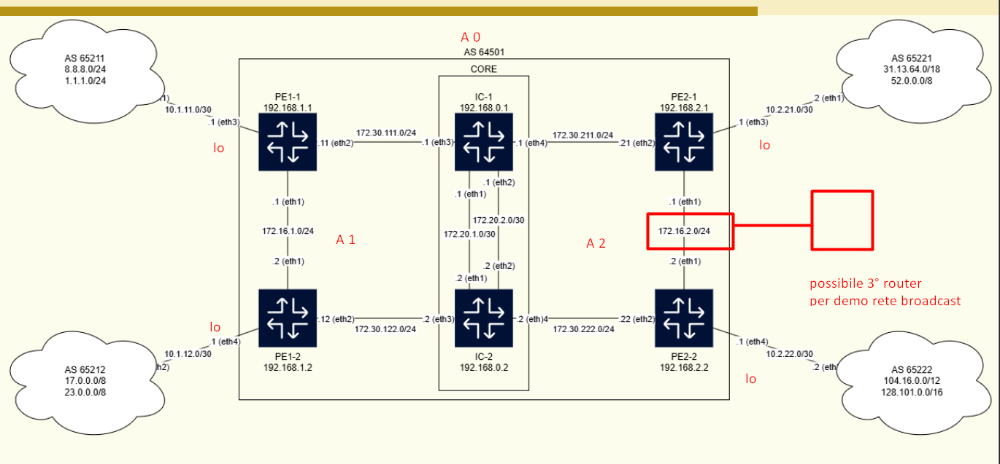 A 0
AS 64501
CORE
AS 65211
8.8.8.0/24
1.1.1.0/24
10.1.11.0/30
.1 (eth3)
lo
PE1-1
192.168.1.1
.11 (eth2)
172.30.111.0/24
.1 (eth3)
IC-1
192.168.0.1
.1 (eth4)
172.30.211.0/24
.21 (eth2)
PE2-1
192.168.2.1
.1 (eth3)
lo
10.2.21.0/30
.2 (eth1)
AS 65221
31.13.64.0/18
52.0.0.0/8
.1 (eth1)
172.16.1.0/24
.2 (eth1)
A 1
.1 (eth2)
.1 (eth1)
172.20.2.0/30
172.20.1.0/30
.2 (eth2)
.2 (eth1)
A 2
.1 (eth1)
172.16.2.0/24
.2 (eth1)
possibile 3° router
per demo rete broadcast
lo
.1 (eth4)
10.1.12.0/30
AS 65212
17.0.0.0/8
23.0.0.0/8
.12 (eth2)
172.30.122.0/24
.2 (eth3)
PE1-2
192.168.1.2
IC-2
192.168.0.2
.2 (eth)4
172.30.222.0/24
.22 (eth2)
PE2-2
192.168.2.2
.1 (eth4)
10.2.22.0/30
lo
AS 65222
104.16.0.0/12
128.101.0.0/16